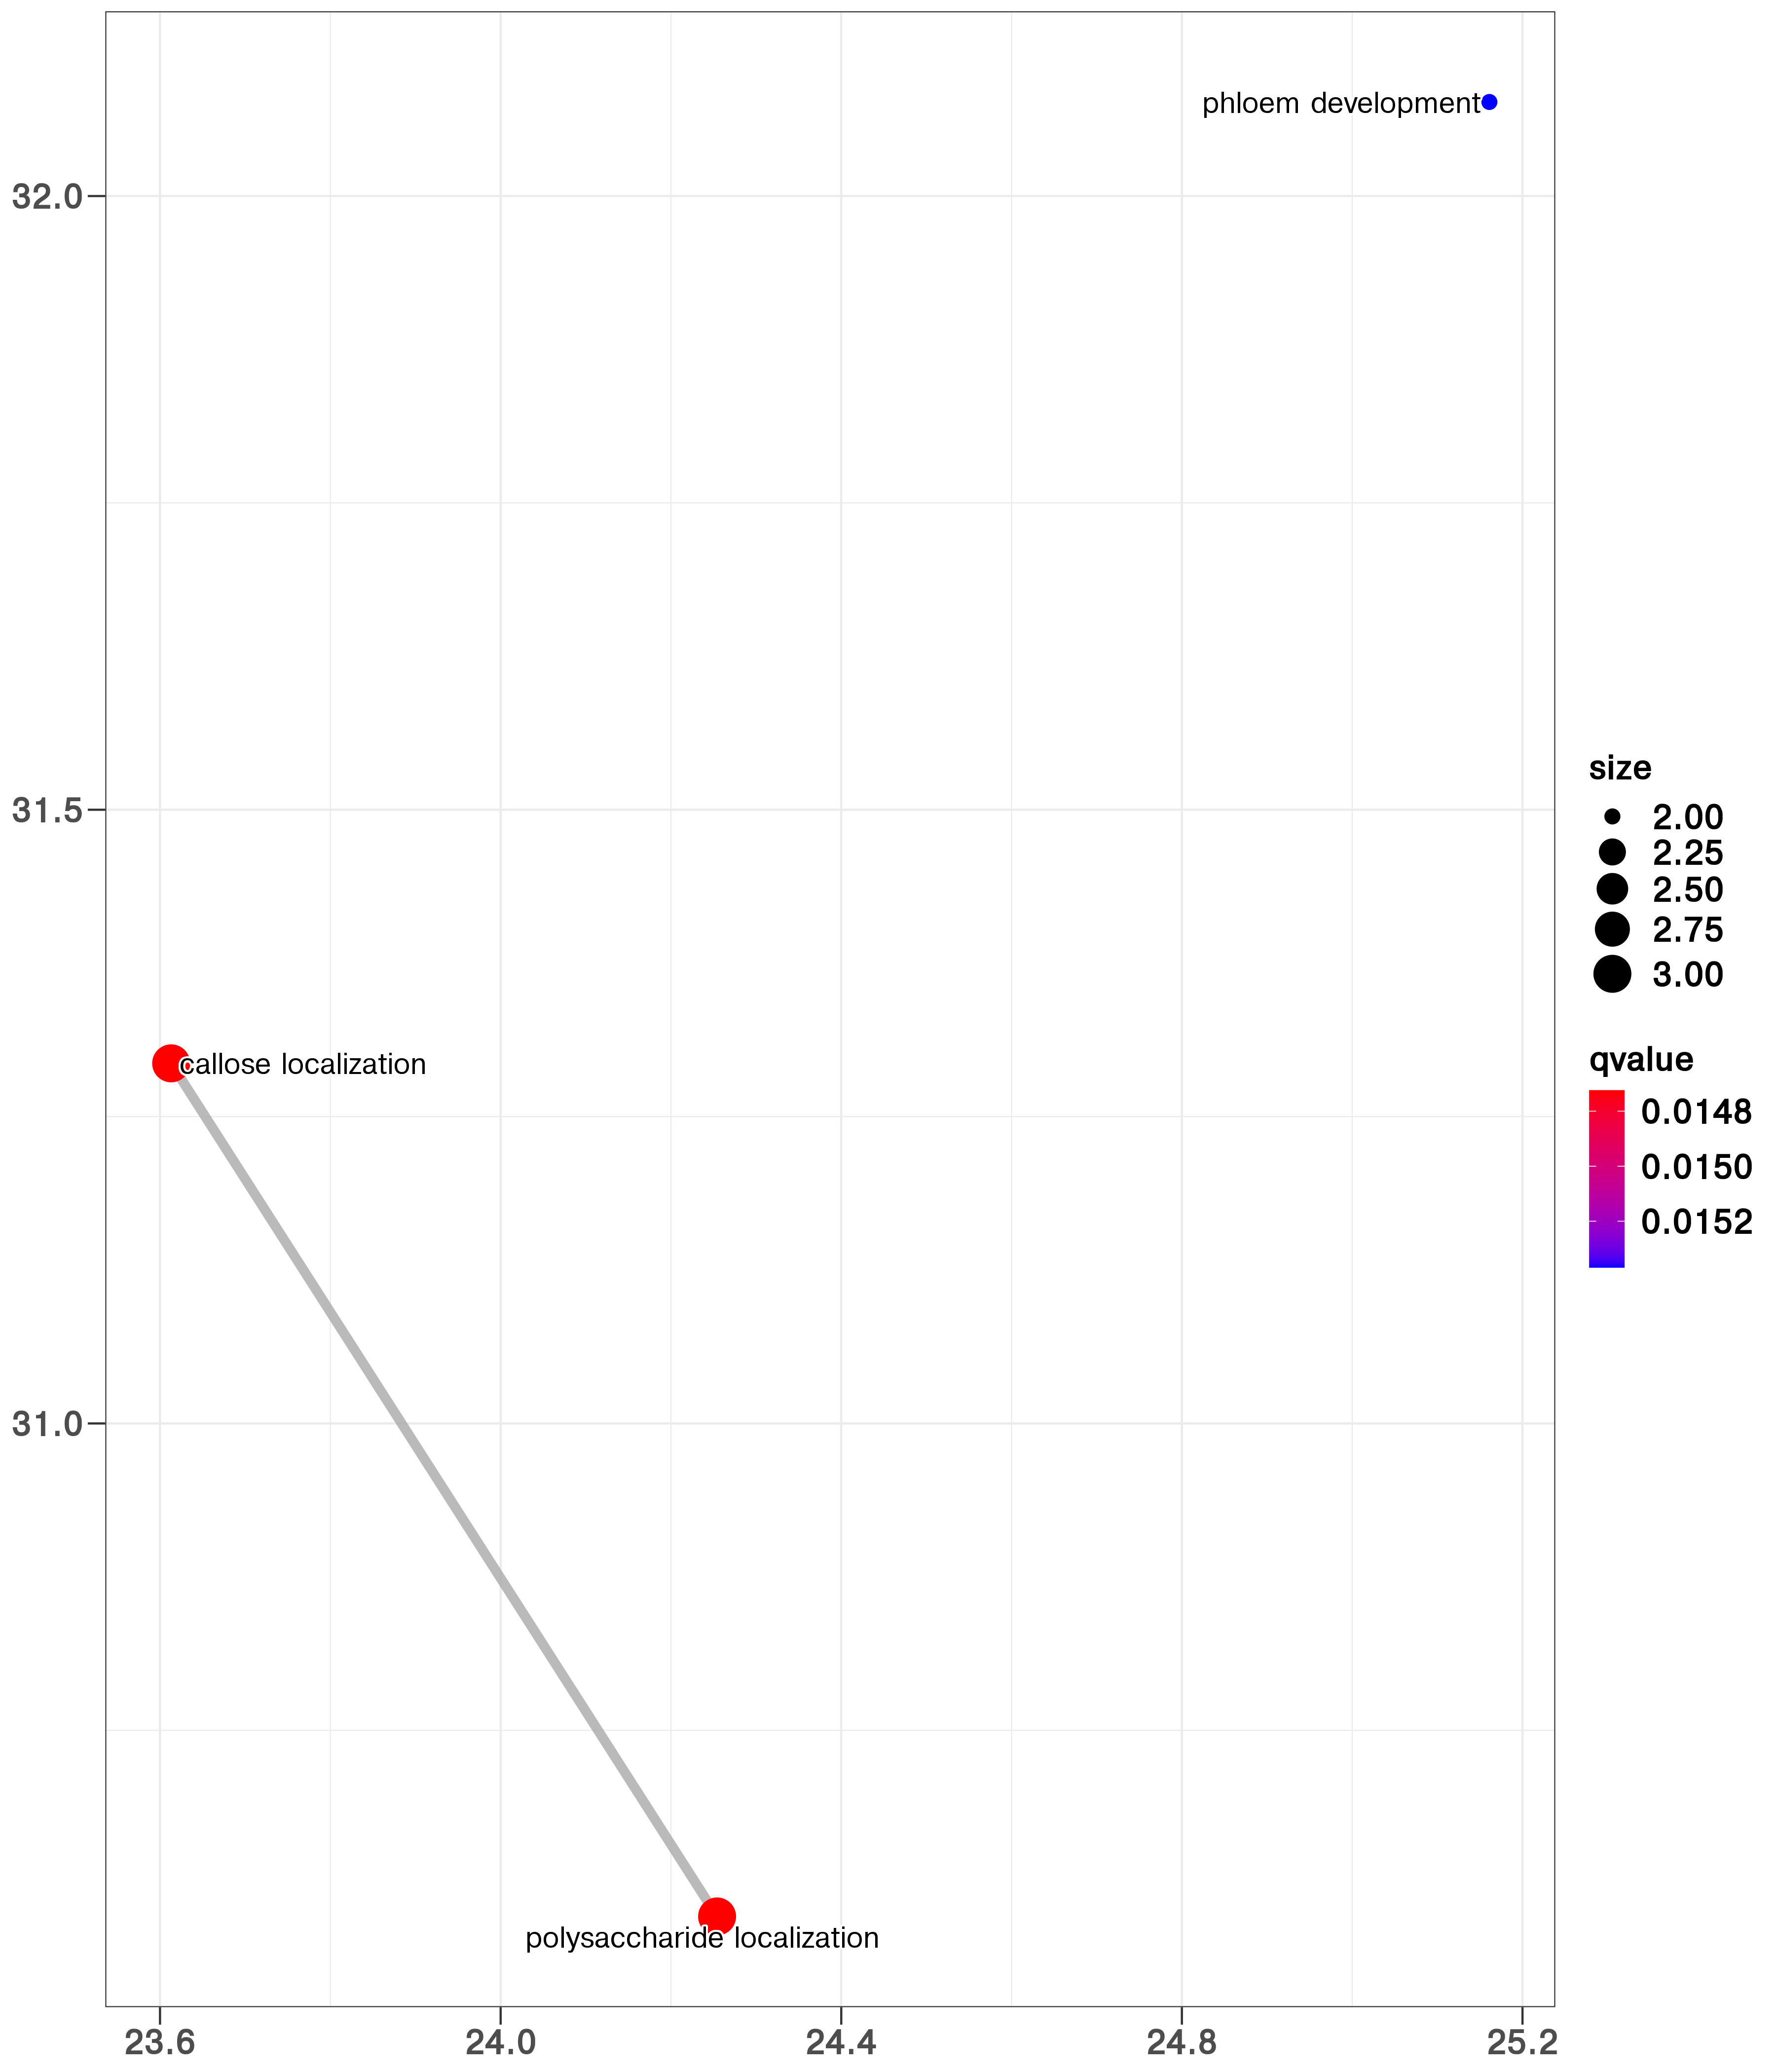 phloem development
32.0
31.5
callose localization
31.0
polysaccharide localization
23.6 24.0 24.4 24.8 25.2
size
2.00
2.25
2.50
2.75
3.00
qvalue
0.0148
0.0150
0.0152